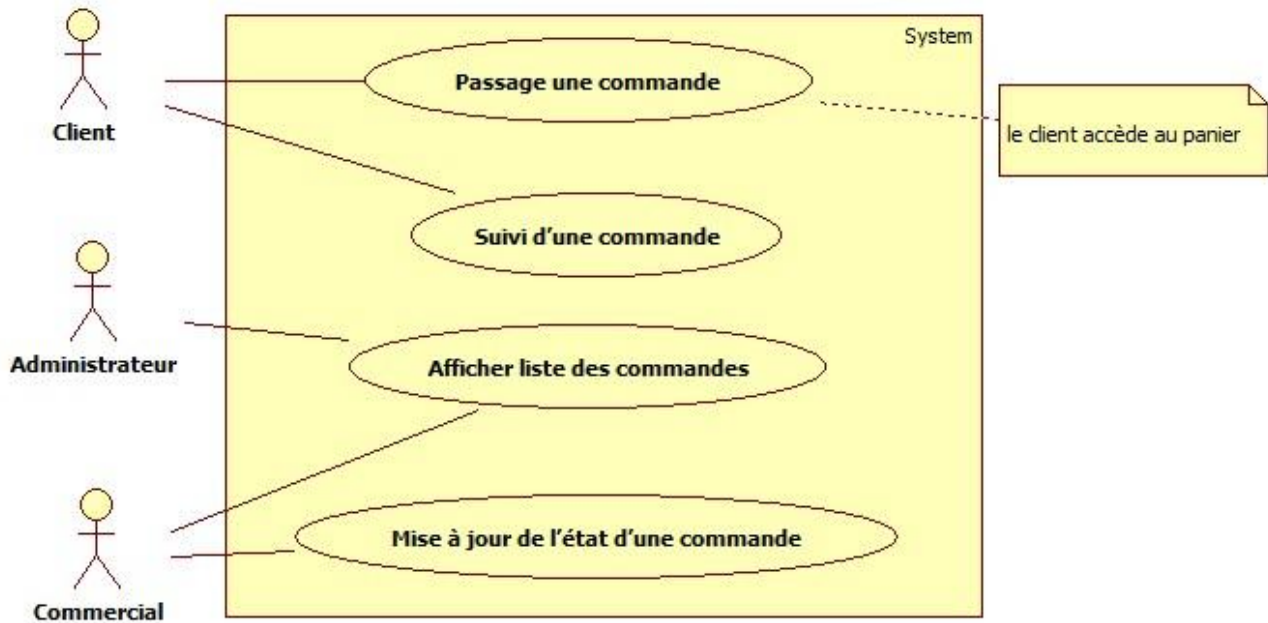 System
Passage une commande
Client
le client accède au panier
Suivi d’une commande
Administrateur
Afficher liste des commandes
Mise à jour de l’état d’une commande
Commercial